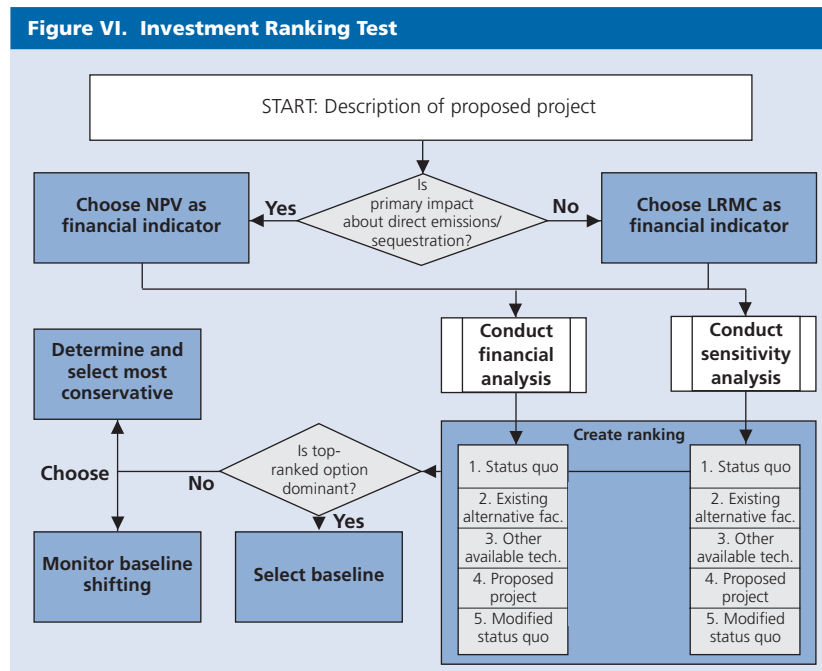 Figure VI. Investment Ranking Test
START: Description of proposed project
Is
primary impact
about direct emissions/
sequestration?
Yes
No
Choose NPV as
financial indicator
Choose LRMC as
financial indicator
Conduct
financial
analysis
Conduct
sensitivity
analysis
Determine and
select most
conservative
Create ranking
1. Status quo
2. Existing
alternative fac.
3. Other
available tech.
4. Proposed
project
5. Modified
status quo
1. Status quo
2. Existing
alternative fac.
3. Other
available tech.
4. Proposed
project
5. Modified
status quo
Is top-
ranked option
dominant?
Choose
No
Yes
Monitor baseline
shifting
Select baseline